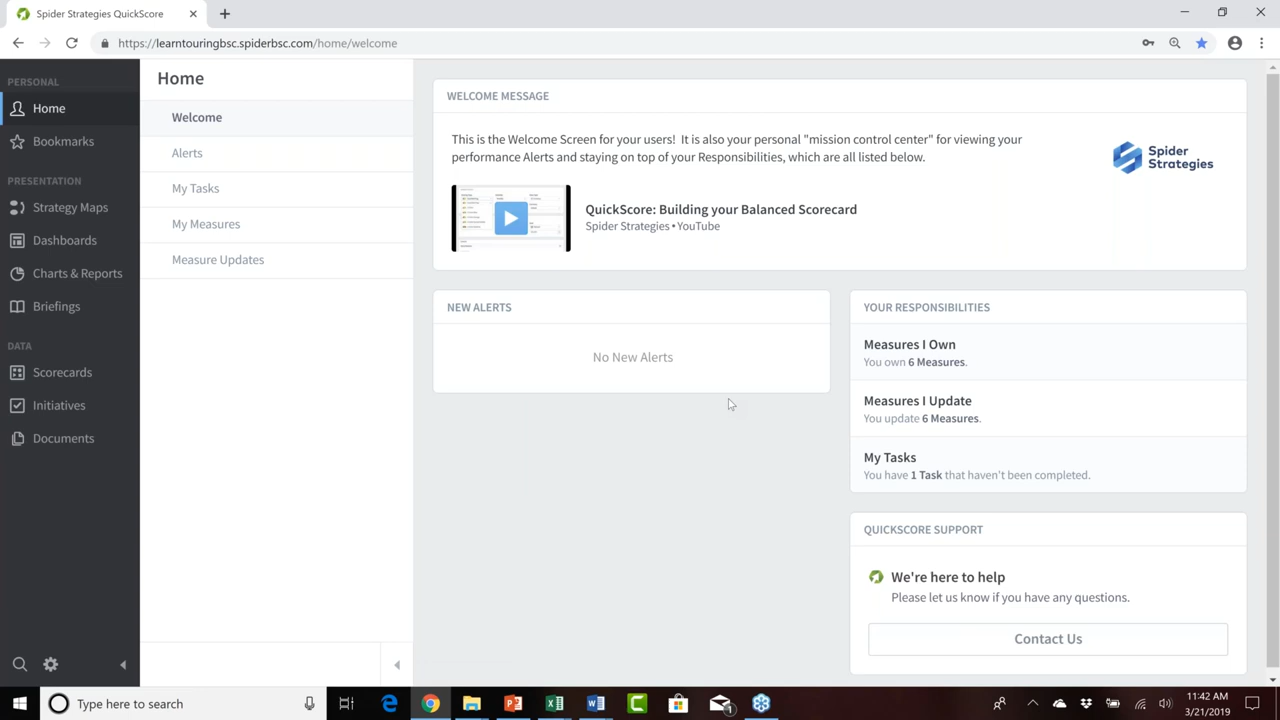 Spider Strategies QuickScore
https://learntouringbsc.spiderbsc.com/home/welcome
PERSONAL
Home
Bookmarks
PRESENTATION
Strategy Maps
Dashboards
Charts & Reports
Briefings
DATA
Scorecards
Initiatives
Documents
Home
Welcome
Alerts
My Tasks
My Measures
Measure Updates
WELCOME MESSAGE
This is the Welcome Screen for your users! It is also your personal "mission control center" for viewing your
performance Alerts and staying on top of your Responsibilities, which are all listed below.
Spider
Strategies
QuickScore: Building your Balanced Scorecard
Spider Strategies • YouTube
NEW ALERTS
No New Alerts
YOUR RESPONSIBILITIES
Measures I Own
You own 6 Measures.
Measures I Update
You update 6 Measures.
My Tasks
You have 1 Task that haven't been completed.
QUICKSCORE SUPPORT
We're here to help
Please let us know if you have any questions.
Contact Us
Type here to search
11:42 AM
3/21/2019